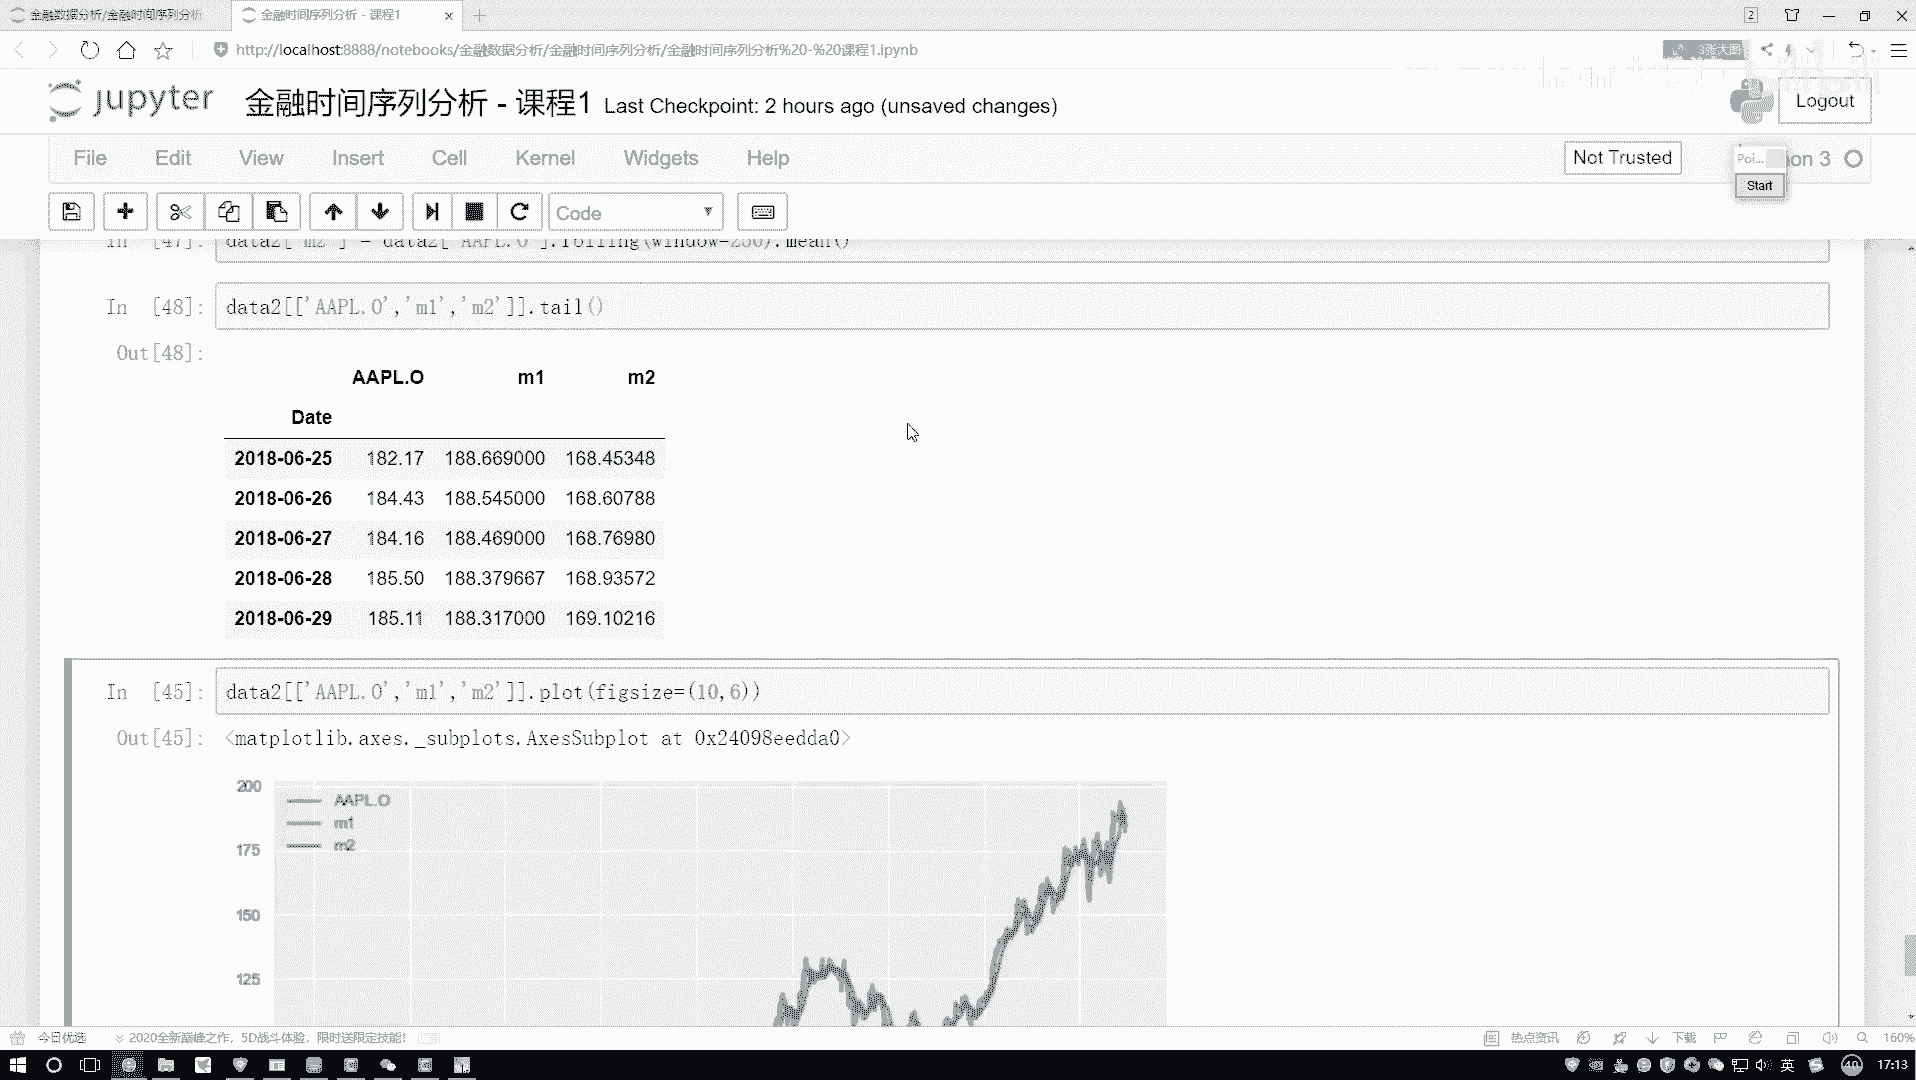 金融数据分析/金融时间序列分析
金融时间序列分析 - 课程1
2
http://localhost:8888/notebooks/金融数据分析/金融时间序列分析/金融时间序列分析%20-%20课程1.ipynb
3张大图
jupyter 金融时间序列分析 - 课程1 Last Checkpoint: 2 hours ago (unsaved changes)
Logout
File Edit View Insert Cell Kernel Widgets Help
Not Trusted
Poi...
on 3
Start
Code
In [47]: data2['m2'] = data2['AAPL.O'].rolling(window=250).mean()
In [48]: data2[['AAPL.O','m1','m2']].tail()
Out[48]:
AAPL.O m1 m2
Date
2018-06-25 182.17 188.669000 168.45348
2018-06-26 184.43 188.545000 168.60788
2018-06-27 184.16 188.469000 168.76980
2018-06-28 185.50 188.379667 168.93572
2018-06-29 185.11 188.317000 169.10216
In [45]: data2[['AAPL.O','m1','m2']].plot(figsize=(10,6))
Out[45]: <matplotlib.axes._subplots.AxesSubplot at 0x24098eedda0>
200
AAPL.O
m1
m2
175
150
125
今日优选
2020全新巅峰之作，5D战斗体验，限时送限定技能！
热点资讯
下载
160%
英
40
17:13